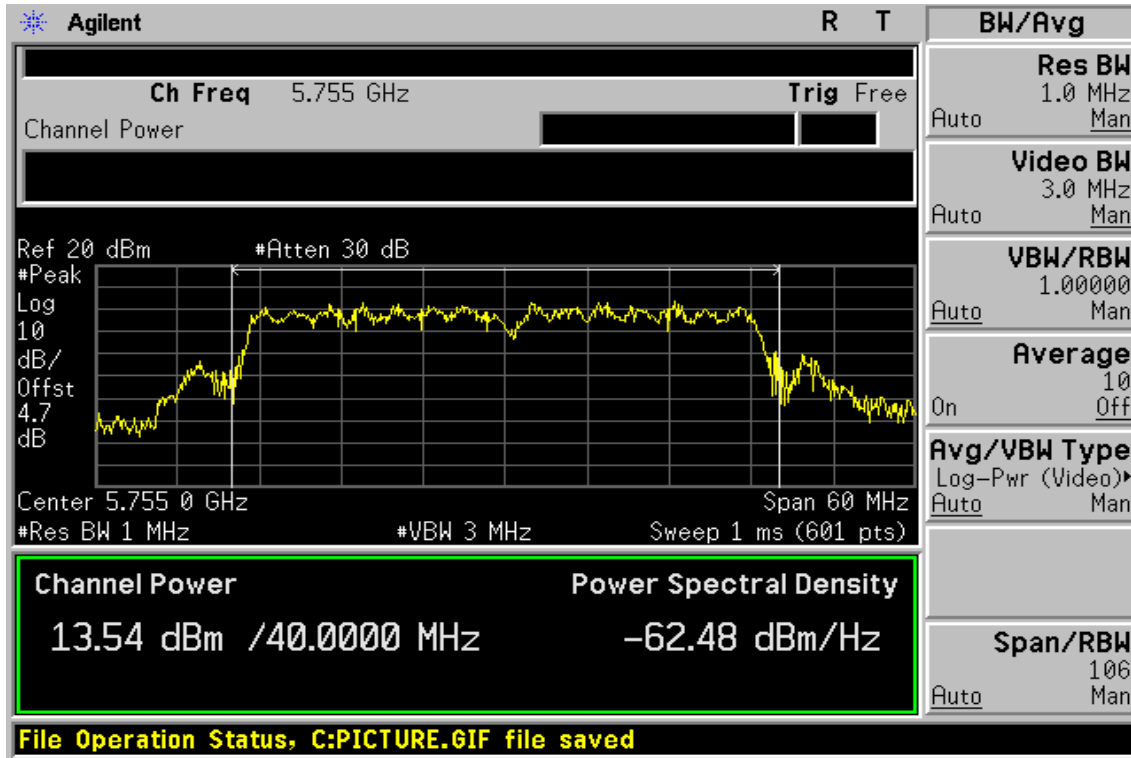 Agilent R T
Ch Freq 5.755 GHz Trig Free
Channel Power
Ref 20 dBm #Atten 30 dB
#Peak
Log
10
dB/
Offst
4.7
dB
Center 5.755 0 GHz Span 60 MHz
#Res BW 1 MHz #VBW 3 MHz Sweep 1 ms (601 pts)
Channel Power Power Spectral Density
13.54 dBm /40.0000 MHz -62.48 dBm/Hz
File Operation Status, C:PICTURE.GIF file saved
BW/Avg
Res BW
1.0 MHz
Auto Man
Video BW
3.0 MHz
Auto Man
VBW/RBW
1.00000
Auto Man
Average
10
On Off
Avg/VBW Type
Log-Pwr (Video)
Auto Man
Span/RBW
106
Auto Man